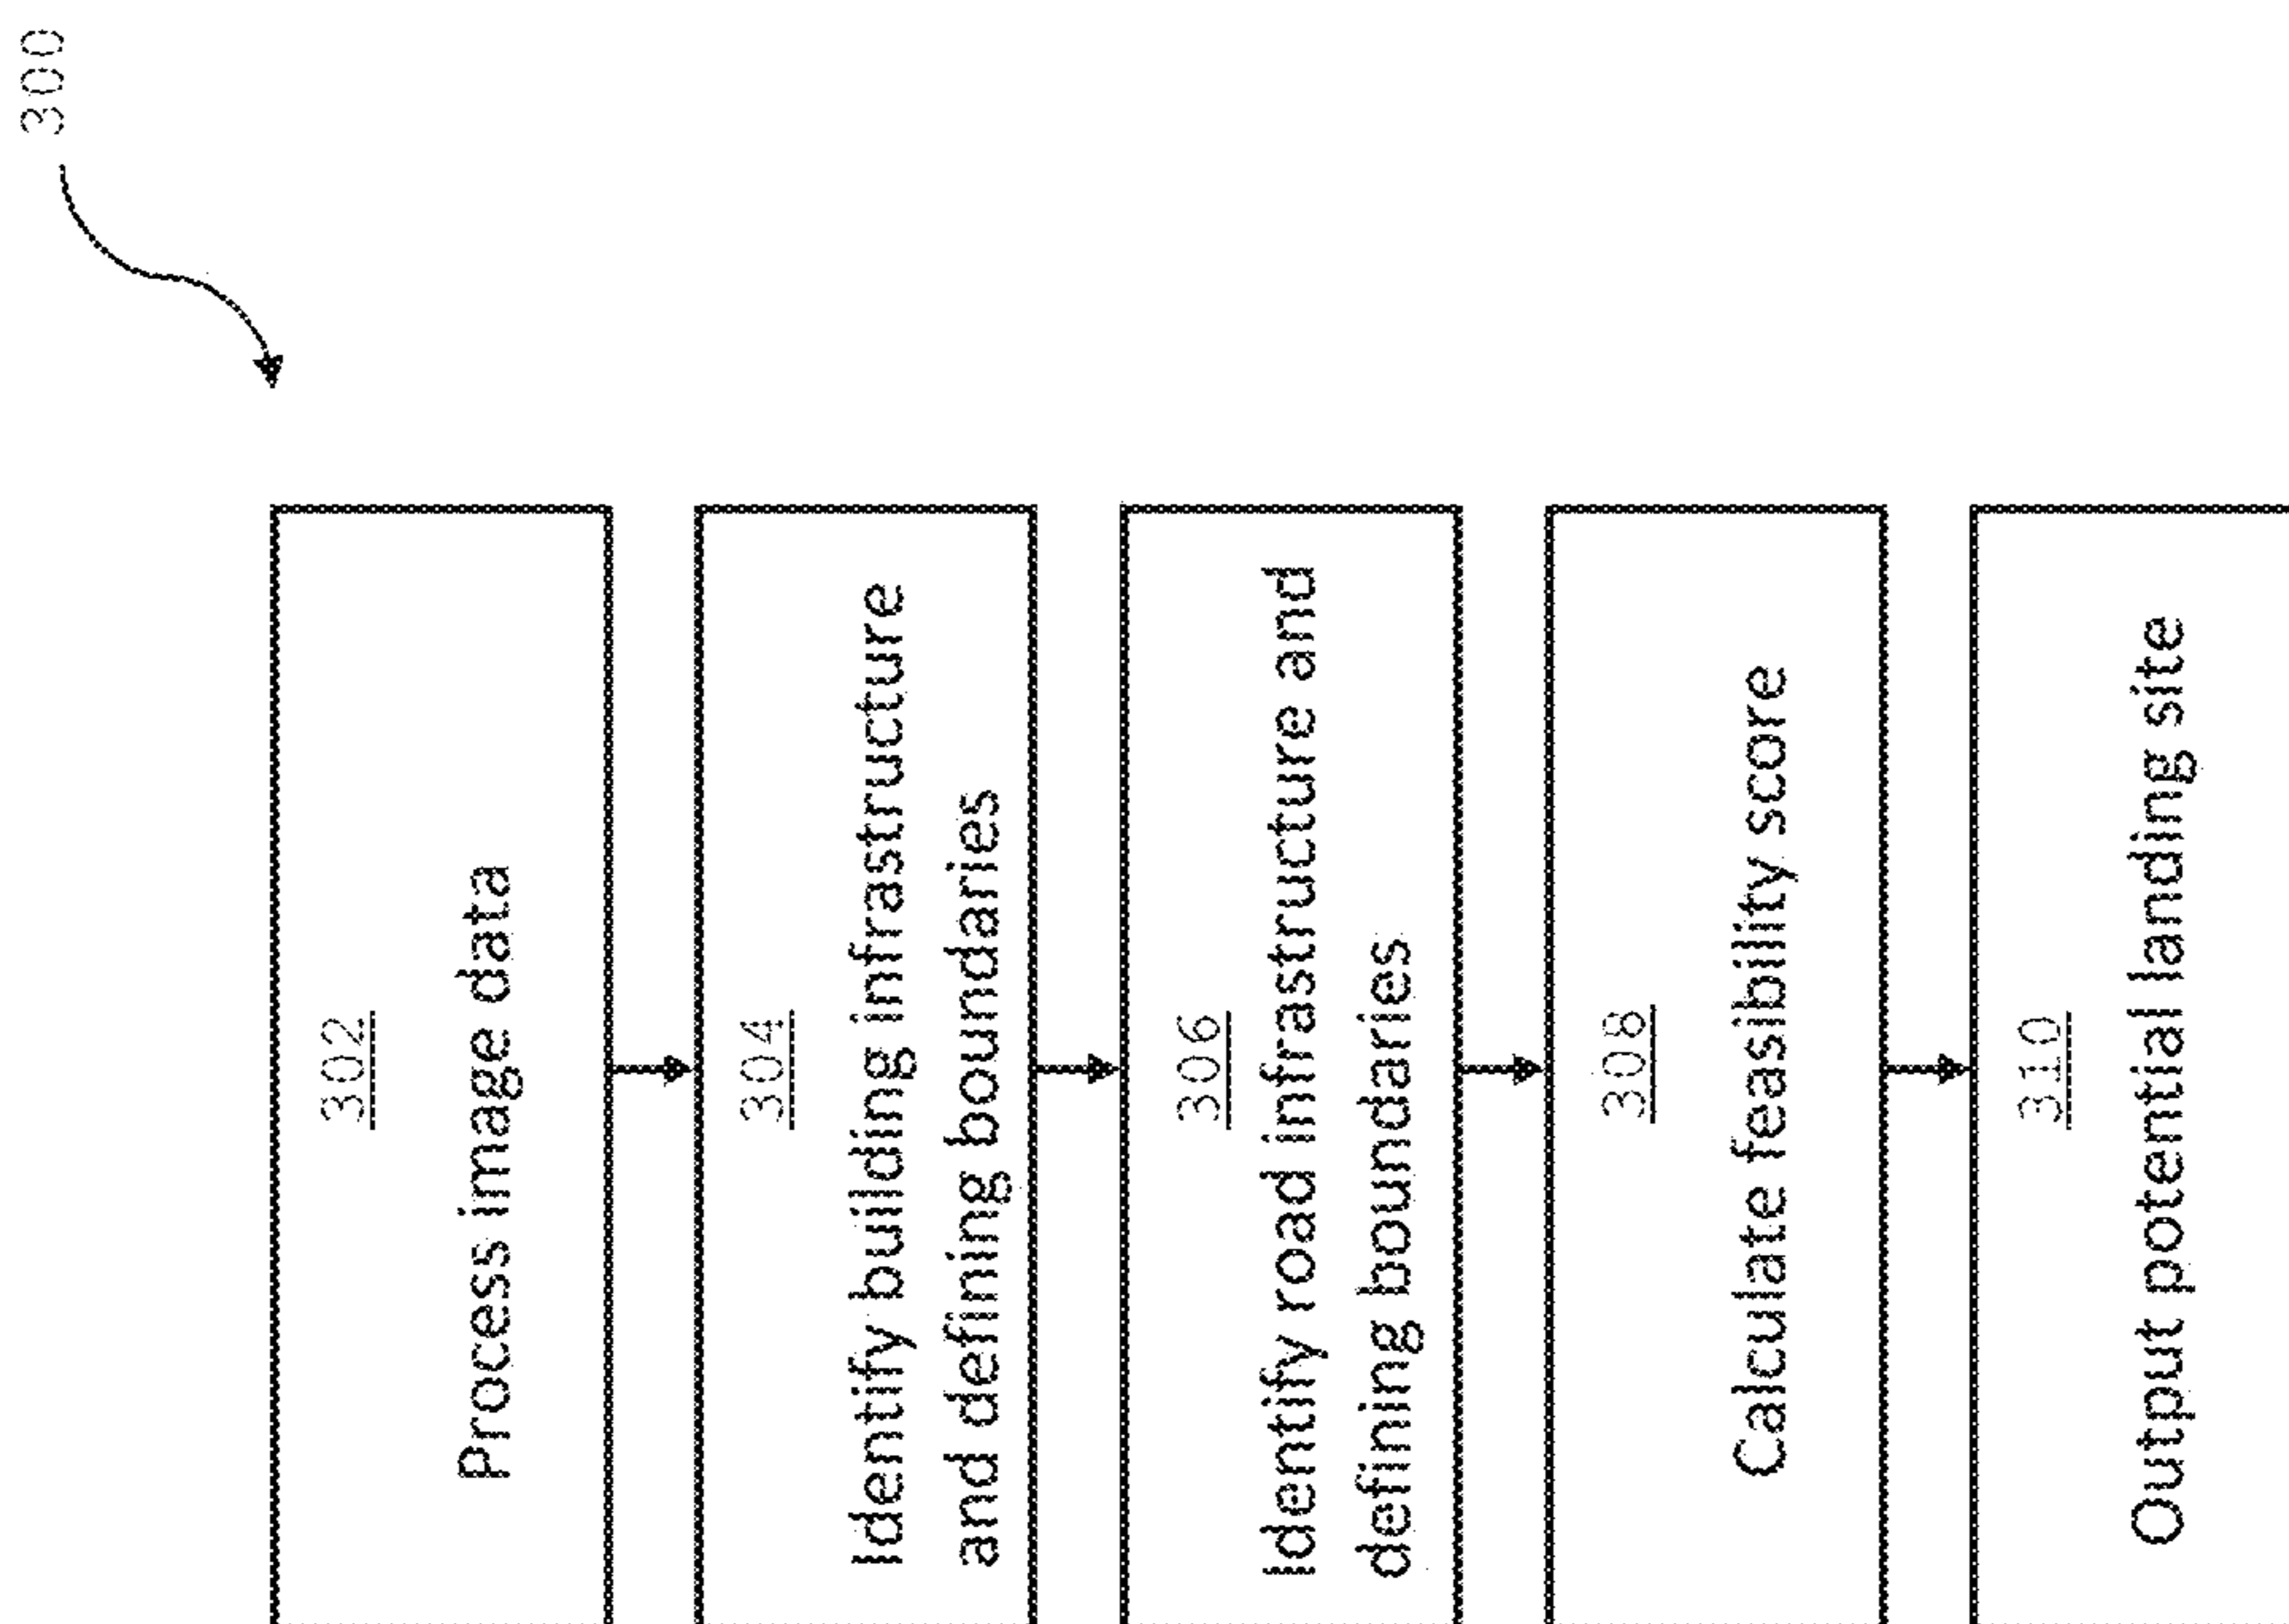 300
302
Process image data
304
Identify building infrastructure
and defining boundaries
306
Identify road infrastructure and
defining boundaries
308
Calculate feasibility score
310
Output potential landing site